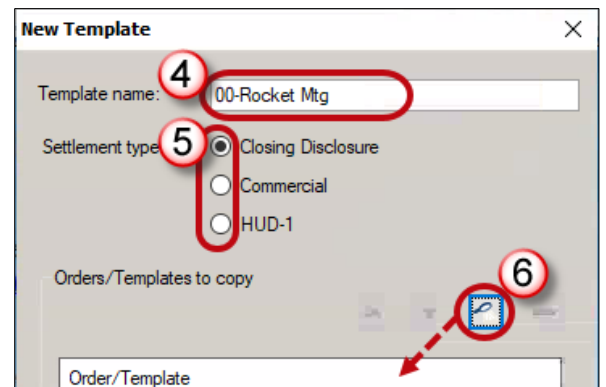 New Template
4
Template name: 00-Rocket Mtg
Settlement type 5 Closing Disclosure
Commercial
HUD-1
6
Orders/Templates to copy
Order/Template